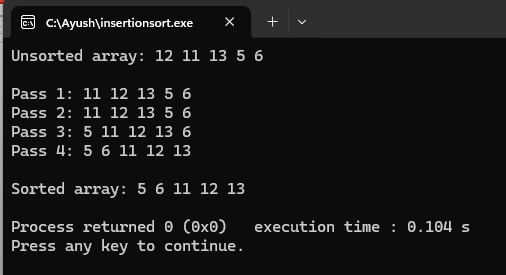 C:\Ayush\insertionsort.exe
Unsorted array: 12 11 13 5 6
Pass 1: 11 12 13 5 6
Pass 2: 11 12 13 5 6
Pass 3: 5 11 12 13 6
Pass 4: 5 6 11 12 13
Sorted array: 5 6 11 12 13
Process returned 0 (0x0)   execution time : 0.104 s
Press any key to continue.